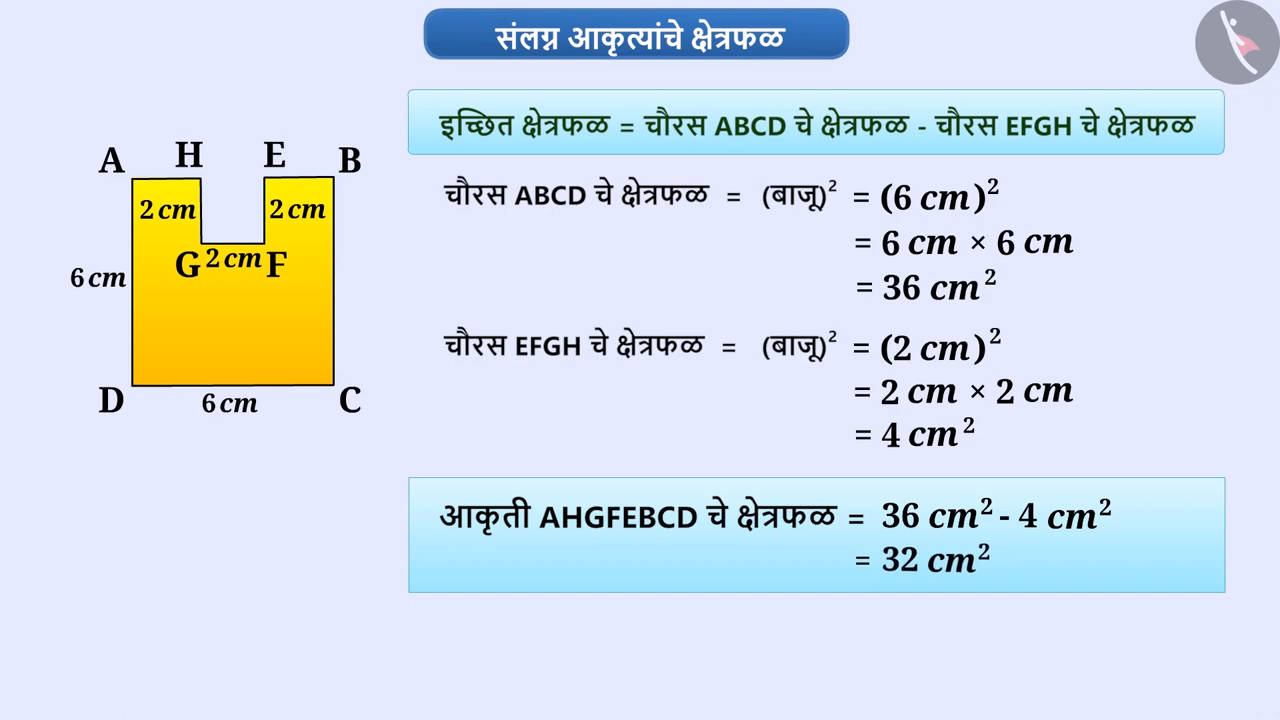 संलग्न आकृत्यांचे क्षेत्रफळ
इच्छित क्षेत्रफळ = चौरस ABCD चे क्षेत्रफळ - चौरस EFGH चे क्षेत्रफळ
A H E B
2 cm 2 cm
G 2 cm F
6 cm
D 6 cm C
चौरस ABCD चे क्षेत्रफळ = (बाजू)² = (6 cm)²
= 6 cm × 6 cm
= 36 cm²
चौरस EFGH चे क्षेत्रफळ = (बाजू)² = (2 cm)²
= 2 cm × 2 cm
= 4 cm²
आकृती AHGFEBCD चे क्षेत्रफळ = 36 cm² - 4 cm²
= 32 cm²